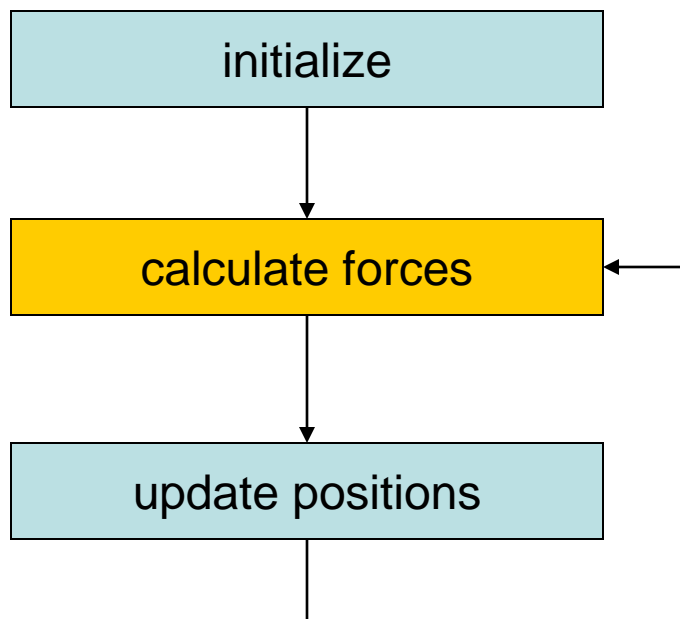 initialize
calculate forces
update positions